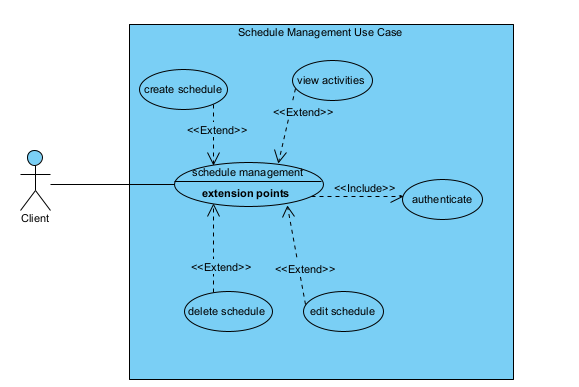 Schedule Management Use Case
create schedule
view activities
<<Extend>>
<<Extend>>
schedule management
extension points
<<Include>>
authenticate
Client
<<Extend>>
<<Extend>>
delete schedule
edit schedule